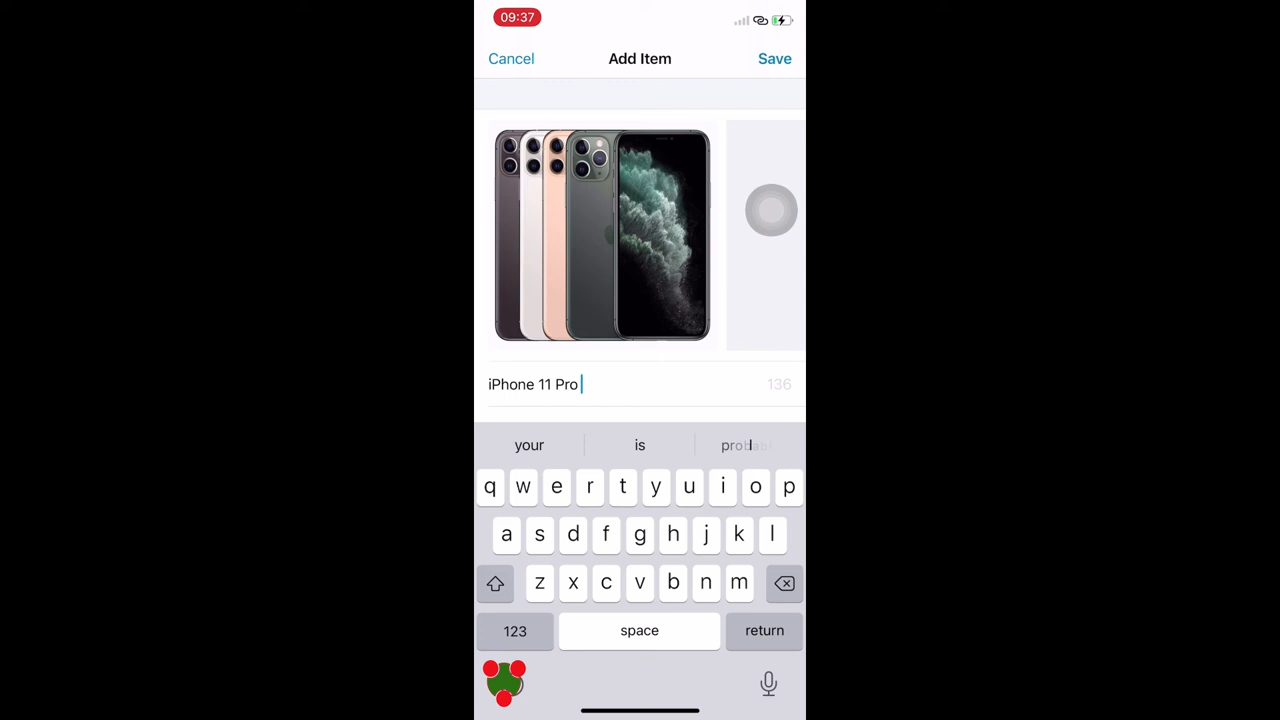 09:37
Cancel Add Item Save
iPhone 11 Pro 136
your is
q w e r t y u i o p
a s d f g h j k l
z x c v b n m
123 space return